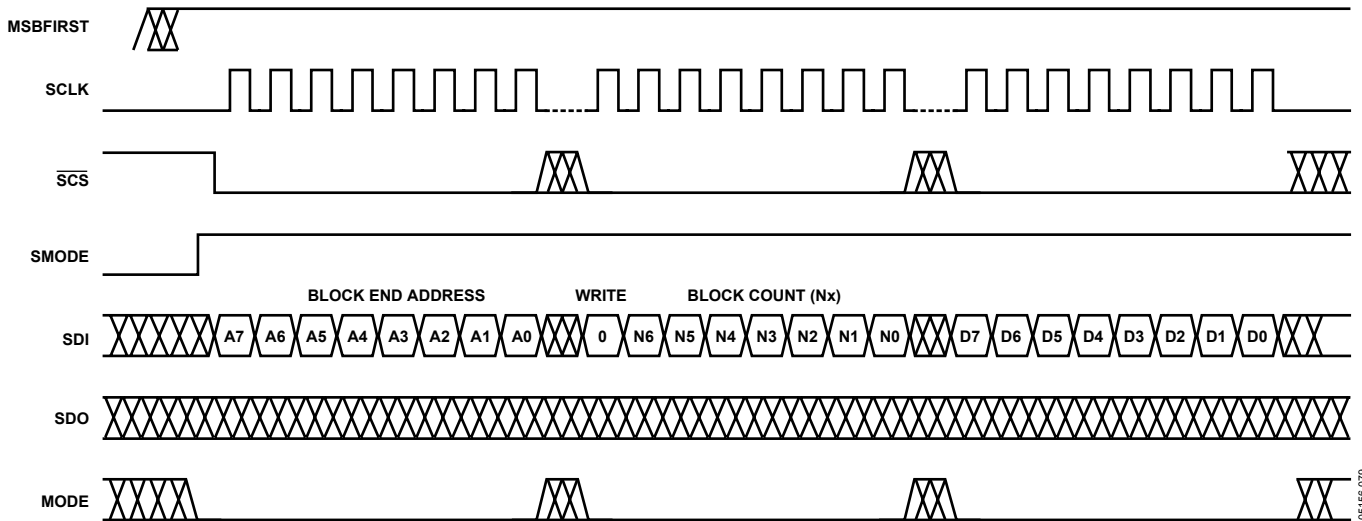 MSBFIRST
SCLK
SCS
SMODE
BLOCK END ADDRESS WRITE BLOCK COUNT (Nx)
SDI A7 A6 A5 A4 A3 A2 A1 A0 0 N6 N5 N4 N3 N2 N1 N0 D7 D6 D5 D4 D3 D2 D1 D0
SDO
MODE